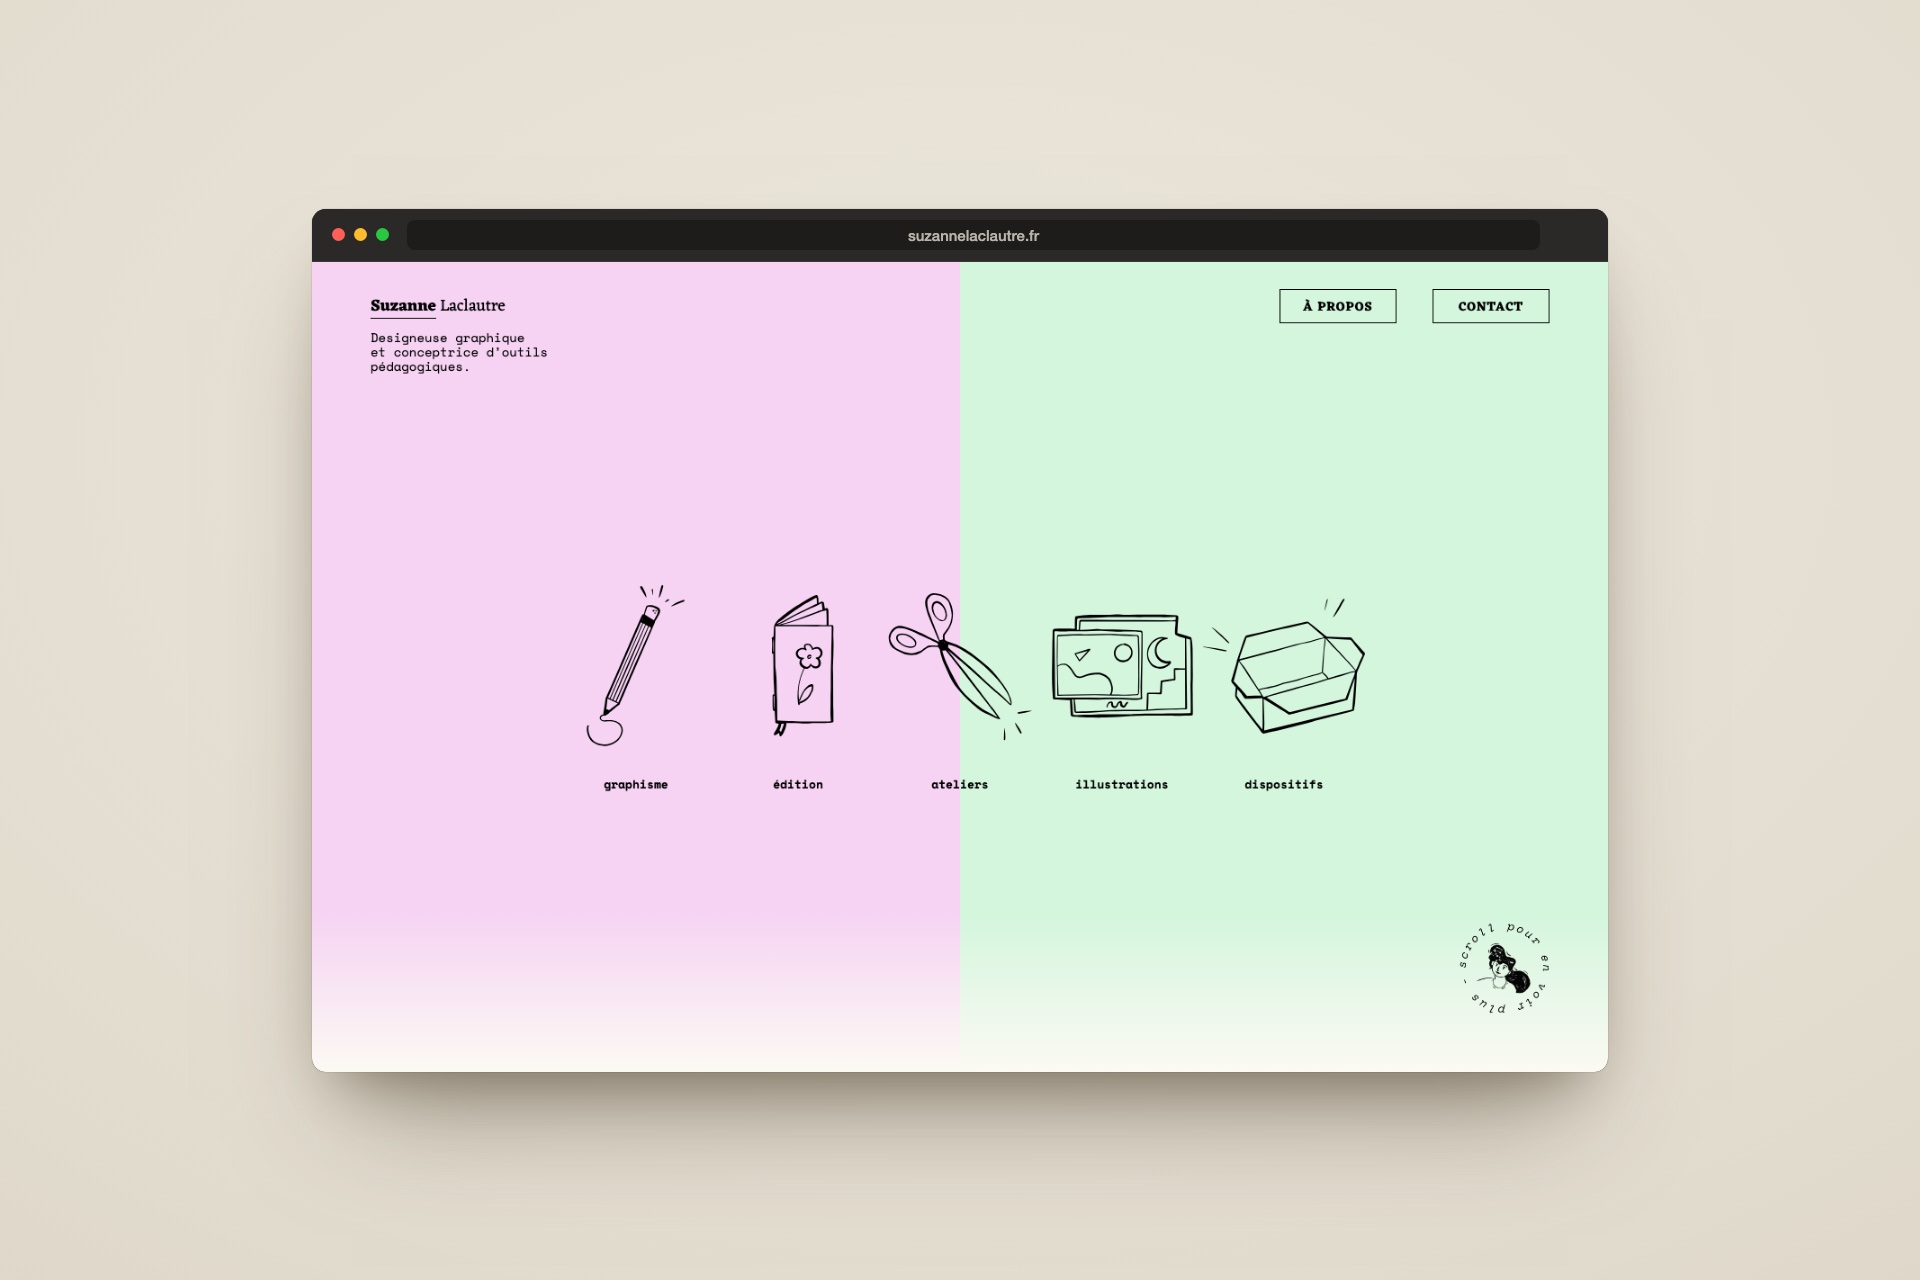 suzannelaclautre.fr
Suzanne Laclautre
Designeuse graphique
et conceptrice d'outils
pédagogiques.
À PROPOS
CONTACT
graphisme
édition
ateliers
illustrations
dispositifs
scroll pour en voir plus -